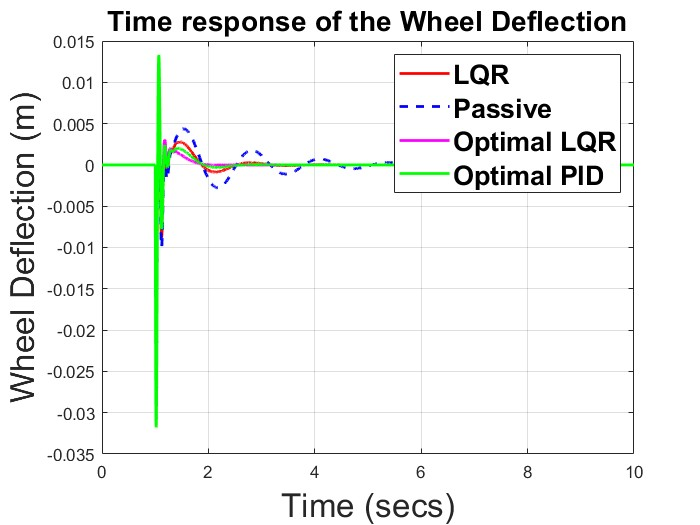 Time response of the Wheel Deflection
0.015
0.01
0.005
0
-0.005
-0.01
-0.015
-0.02
-0.025
-0.03
-0.035
Wheel Deflection (m)
LQR
Passive
Optimal LQR
Optimal PID
0 2 4 6 8 10
Time (secs)